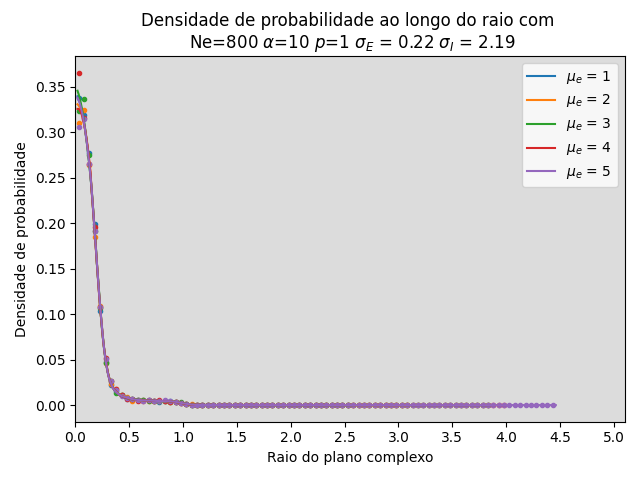 Densidade de probabilidade ao longo do raio com
Ne=800 α=10 p=1 σ_E = 0.22 σ_I = 2.19
μ_e = 1
μ_e = 2
μ_e = 3
μ_e = 4
μ_e = 5
Densidade de probabilidade
0.35
0.30
0.25
0.20
0.15
0.10
0.05
0.00
0.0 0.5 1.0 1.5 2.0 2.5 3.0 3.5 4.0 4.5 5.0
Raio do plano complexo